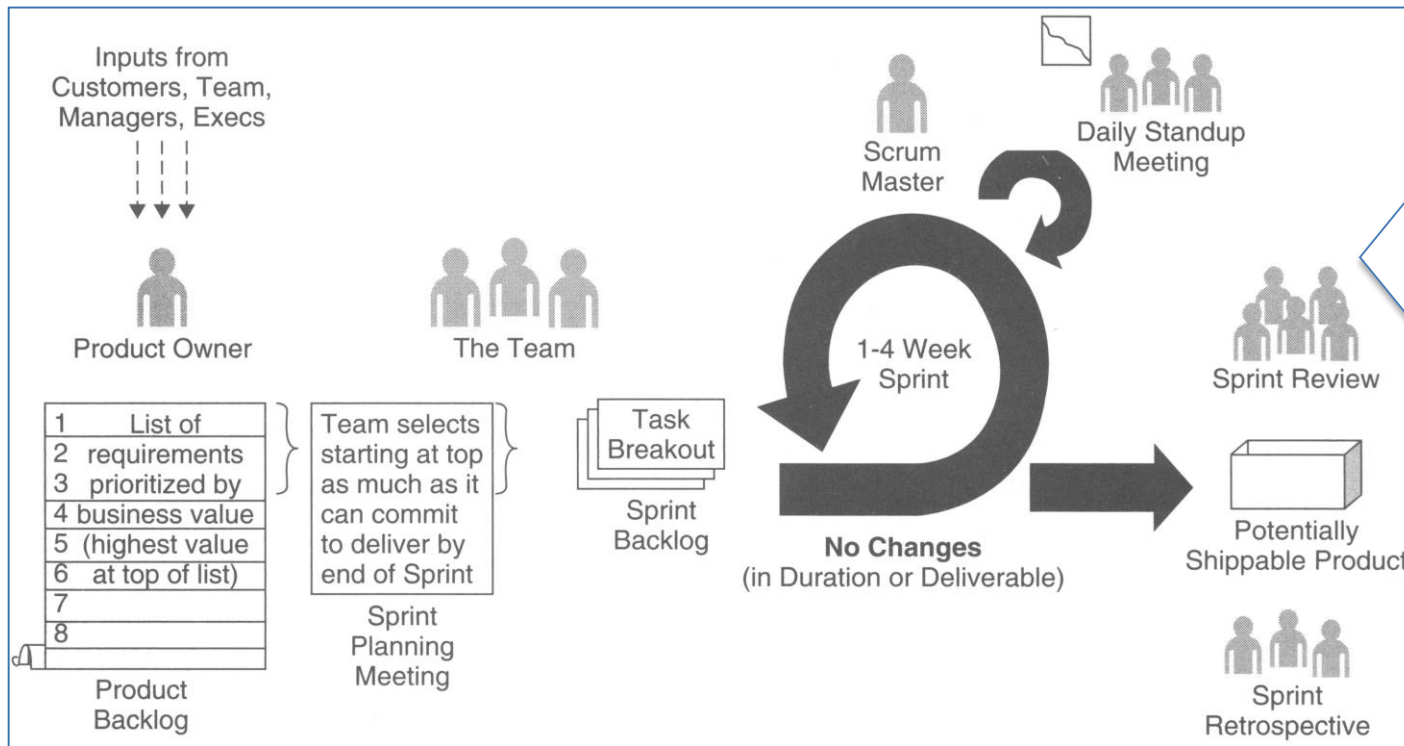 Inputs from
Customers, Team,
Managers, Execs
Product Owner
The Team
Scrum
Master
Daily Standup
Meeting
1-4 Week
Sprint
Sprint Review
1 List of
2 requirements
3 prioritized by
4 business value
5 (highest value
6 at top of list)
7
8
Product
Backlog
Team selects
starting at top
as much as it
can commit
to deliver by
end of Sprint
Sprint
Planning
Meeting
Task
Breakout
Sprint
Backlog
No Changes
(in Duration or Deliverable)
Potentially
Shippable Product
Sprint
Retrospective